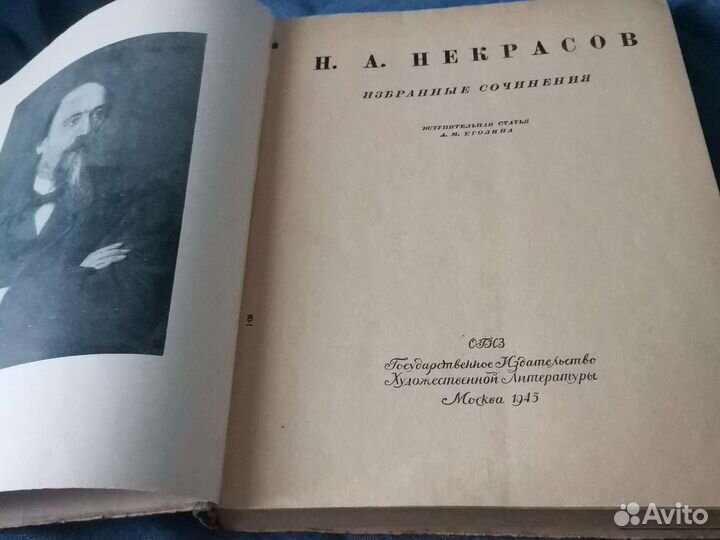 Н. А. НЕКРАСОВ
ИЗБРАННЫЕ СОЧИНЕНИЯ
ВСТУПИТЕЛЬНАЯ СТАТЬЯ
А. М. ЕГОЛИНА
ОГИЗ
Государственное Издательство
Художественной Литературы
Москва 1945
Avito